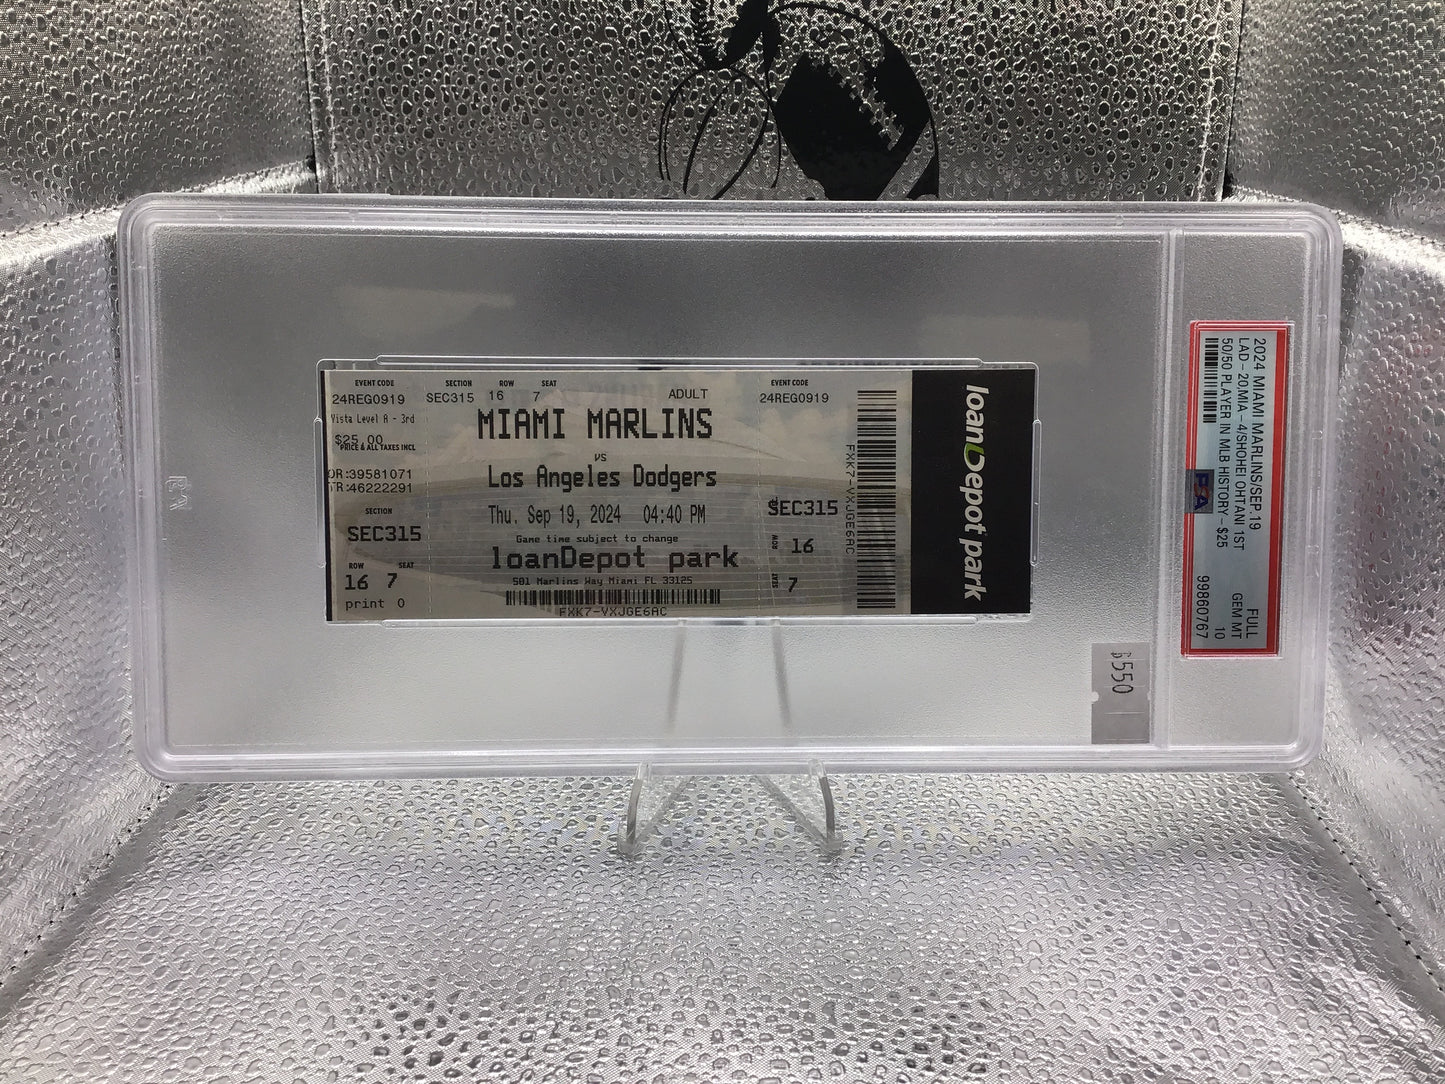 EVENT CODE
24REG0919
Vista Level A - 3rd
$25.00
PRICE & ALL TAXES INCL
OR:39581071
TR:46222291
SECTION
SEC315
ROW SEAT
16 7
print 0
SECTION ROW SEAT
SEC315 16 7
ADULT
MIAMI MARLINS
vs
Los Angeles Dodgers
Thu. Sep 19, 2024 04:40 PM
Game time subject to change
loanDepot park
501 Marlins Way Miami FL 33125
FXK7-VXJGE6AC
EVENT CODE
24REG0919
SEC315
ROW 16
SEAT 7
FXK7-VXJGE6AC
loanDepot park
2024 MIAMI MARLINS/SEP.19 FULL
LAD-20/MIA-4/SHOHEI OHTANI 1ST GEM MT
50/50 PLAYER IN MLB HISTORY-$25 10
PSA
99860767
$550